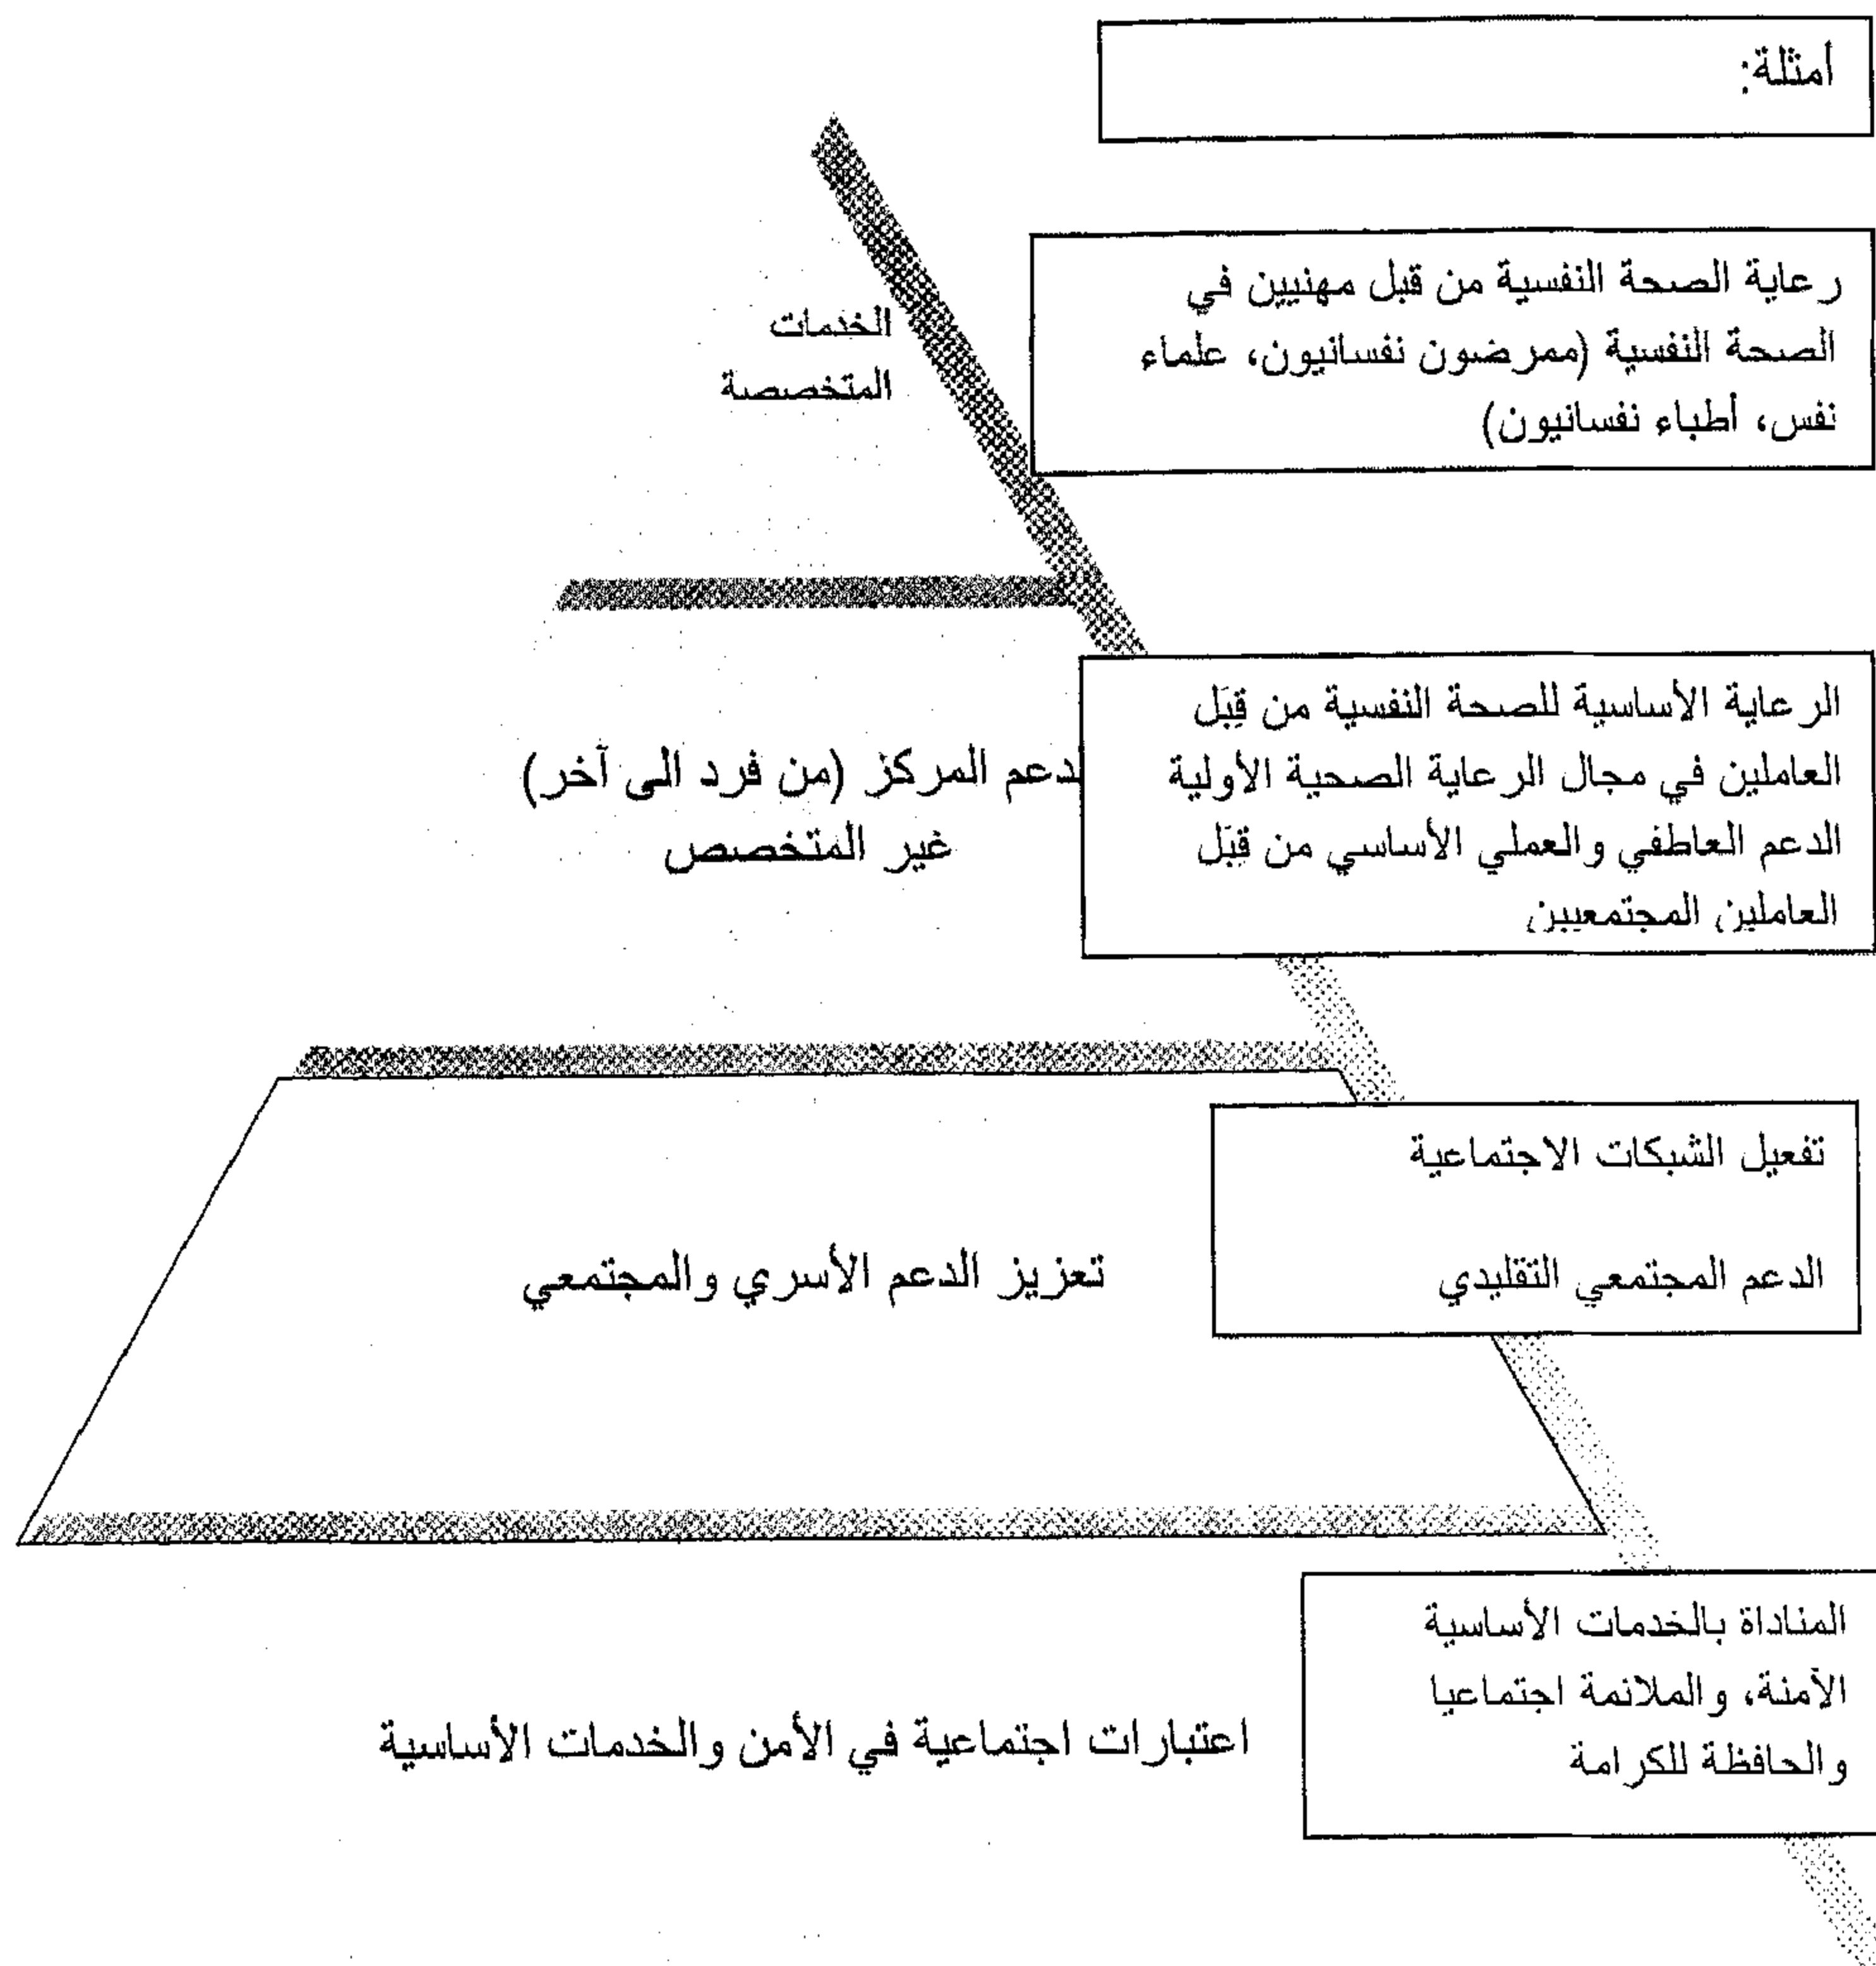 أمثلة:
رعاية الصحة النفسية من قبل مهنيين في
الصحة النفسية (ممرضون نفسانيون، علماء
نفس، أطباء نفسانيون)
الخدمات
المتخصصة
الرعاية الأساسية للصحة النفسية من قِبَل
العاملين في مجال الرعاية الصحية الأولية
الدعم العاطفي والعملي الأساسي من قِبَل
العاملين المجتمعيين
لدعم المركز (من فرد الى آخر)
غير المتخصص
تفعيل الشبكات الاجتماعية
الدعم المجتمعي التقليدي
تعزيز الدعم الأسري والمجتمعي
المناداة بالخدمات الأساسية
الآمنة، والملائمة اجتماعيا
والحافظة للكرامة
اعتبارات اجتماعية في الأمن والخدمات الأساسية